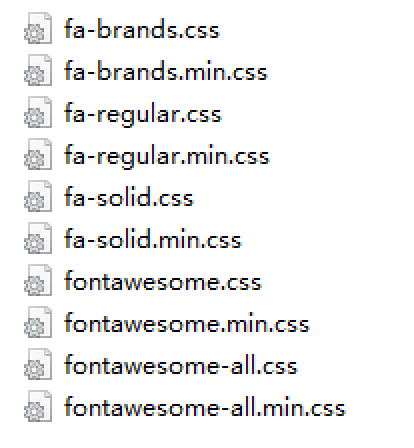 fa-brands.css
fa-brands.min.css
fa-regular.css
fa-regular.min.css
fa-solid.css
fa-solid.min.css
fontawesome.css
fontawesome.min.css
fontawesome-all.css
fontawesome-all.min.css